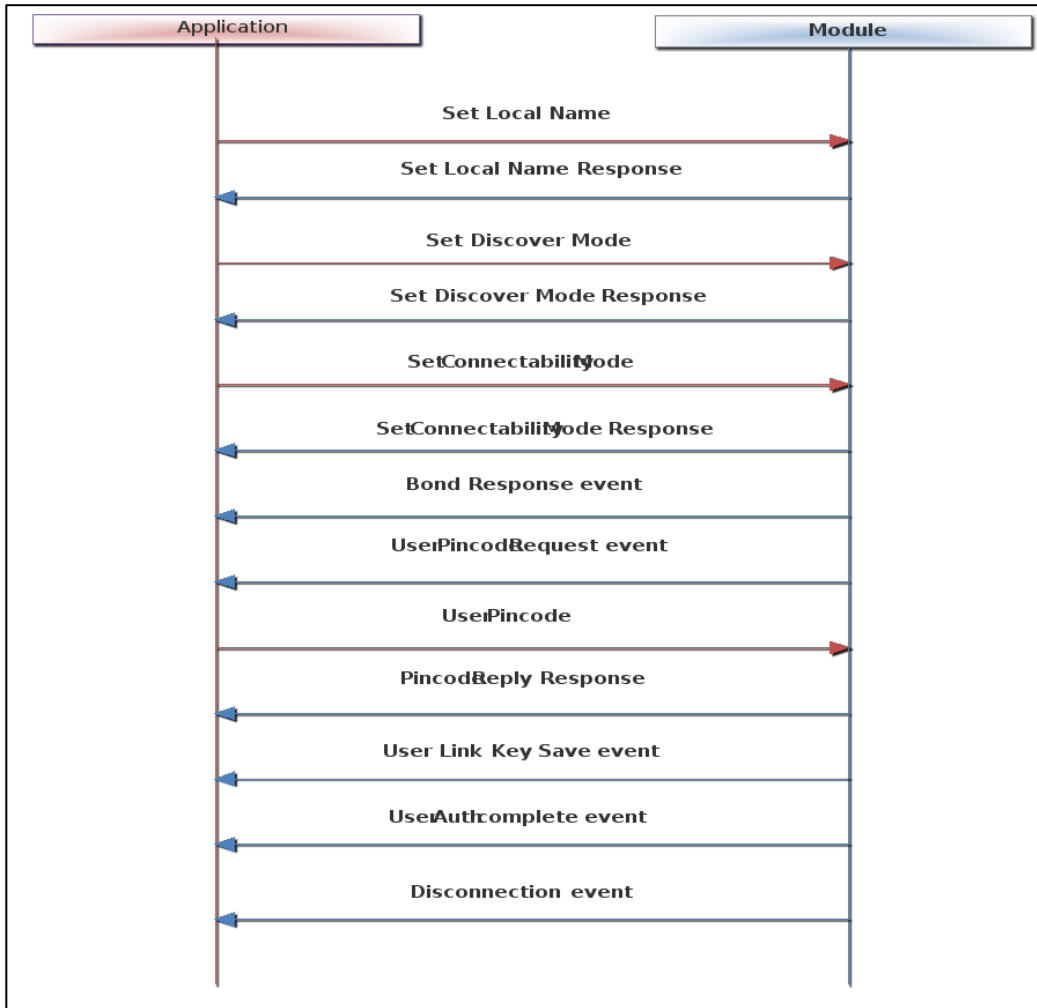 Application
Module
Set Local Name
Set Local Name Response
Set Discover Mode
Set Discover Mode Response
SetConnectabilityMode
SetConnectabilityMode Response
Bond Response event
UserPincodeRequest event
UserPincode
PincodeReply Response
User Link Key Save event
UserAuthcomplete event
Disconnection event